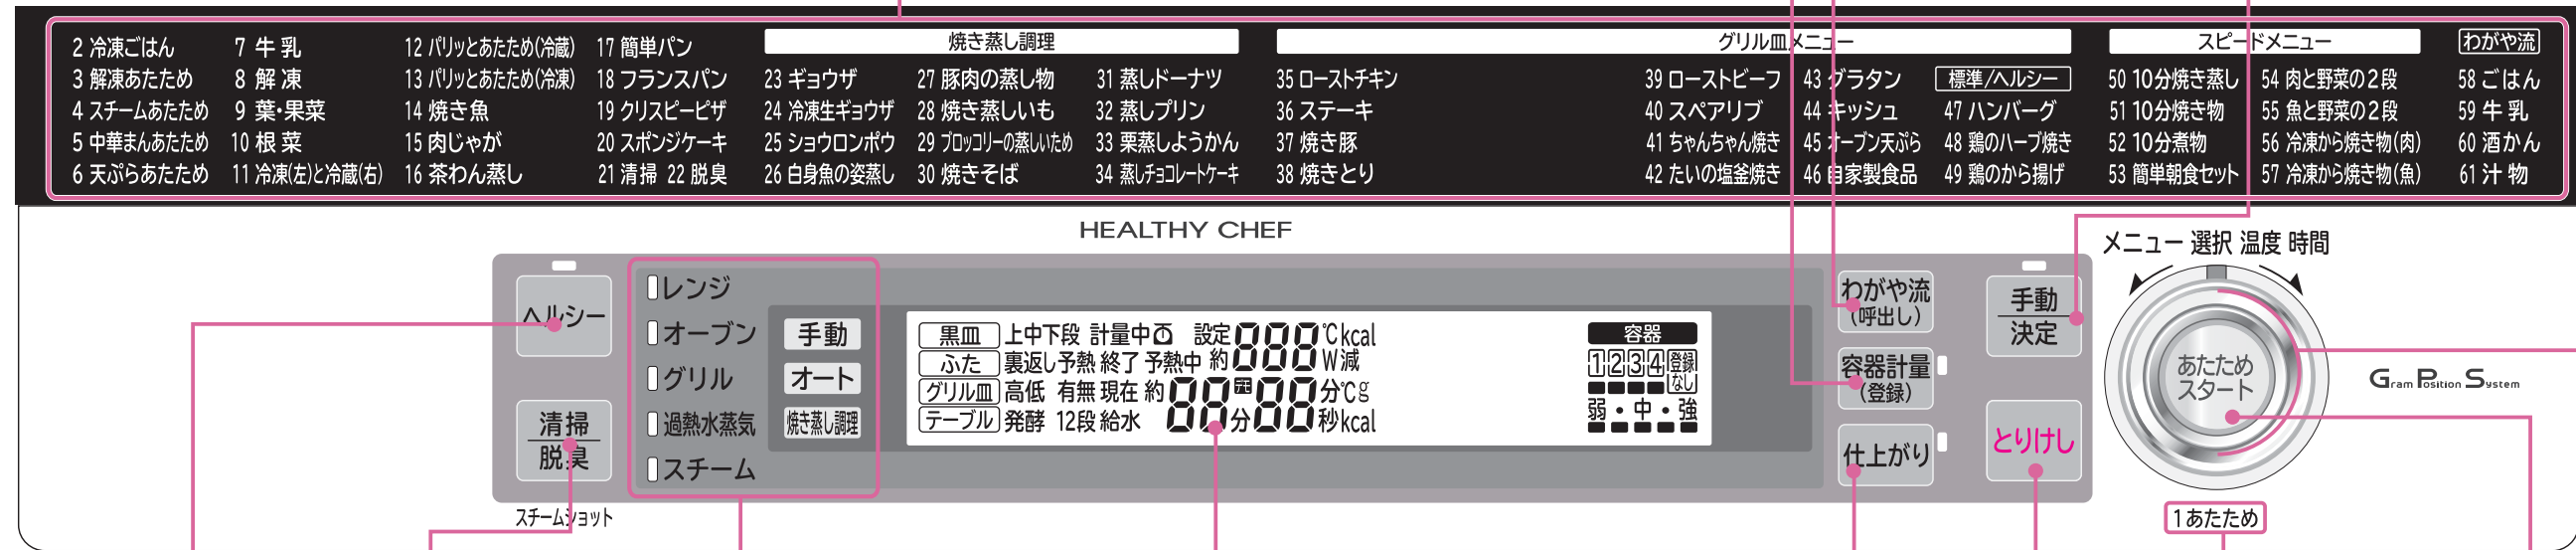 焼き蒸し調理 グリル皿メニュー スピードメニュー わがや流
2 冷凍ごはん 7 牛乳 12 パリッとあたため(冷蔵) 17 簡単パン
3 解凍あたため 8 解凍 13 パリッとあたため(冷凍) 18 フランスパン 23 ギョウザ 27 豚肉の蒸し物 31 蒸しドーナツ 35 ローストチキン 39 ローストビーフ 43 グラタン 標準/ヘルシー 50 10分焼き蒸し 54 肉と野菜の2段 58 ごはん
4 スチームあたため 9 葉・果菜 14 焼き魚 19 クリスピーピザ 24 冷凍生ギョウザ 28 焼き蒸しいも 32 蒸しプリン 36 ステーキ 40 スペアリブ 44 キッシュ 47 ハンバーグ 51 10分焼き物 55 魚と野菜の2段 59 牛乳
5 中華まんあたため 10 根菜 15 肉じゃが 20 スポンジケーキ 25 ショウロンポウ 29 ブロッコリーの蒸しいため 33 栗蒸しようかん 37 焼き豚 41 ちゃんちゃん焼き 45 オーブン天ぷら 48 鶏のハーブ焼き 52 10分煮物 56 冷凍から焼き物(肉) 60 酒かん
6 天ぷらあたため 11 冷凍(左)と冷蔵(右) 16 茶わん蒸し 21 清掃 22 脱臭 26 白身魚の姿蒸し 30 焼きそば 34 蒸しチョコレートケーキ 38 焼きとり 42 たいの塩釜焼き 46 自家製食品 49 鶏のから揚げ 53 簡単朝食セット 57 冷凍から焼き物(魚) 61 汁物
HEALTHY CHEF
ヘルシー
清掃
脱臭
スチームショット
レンジ
オーブン
グリル
過熱水蒸気
スチーム
手動
オート
焼き蒸し調理
黒皿 上中下段 計量中 設定 888 ℃ kcal
ふた 裏返し 予熱 終了 予熱中 約 W 減
グリル皿 高低 有無 現在 約 88 88 分 ℃ g
テーブル 発酵 12段 給水 分 秒 kcal
容器
1 2 3 4 登録
なし
弱・中・強
わがや流
(呼出し)
容器計量
(登録)
仕上がり
手動
決定
とりけし
メニュー 選択 温度 時間
あたため
スタート
1 あたため
Gram Position System